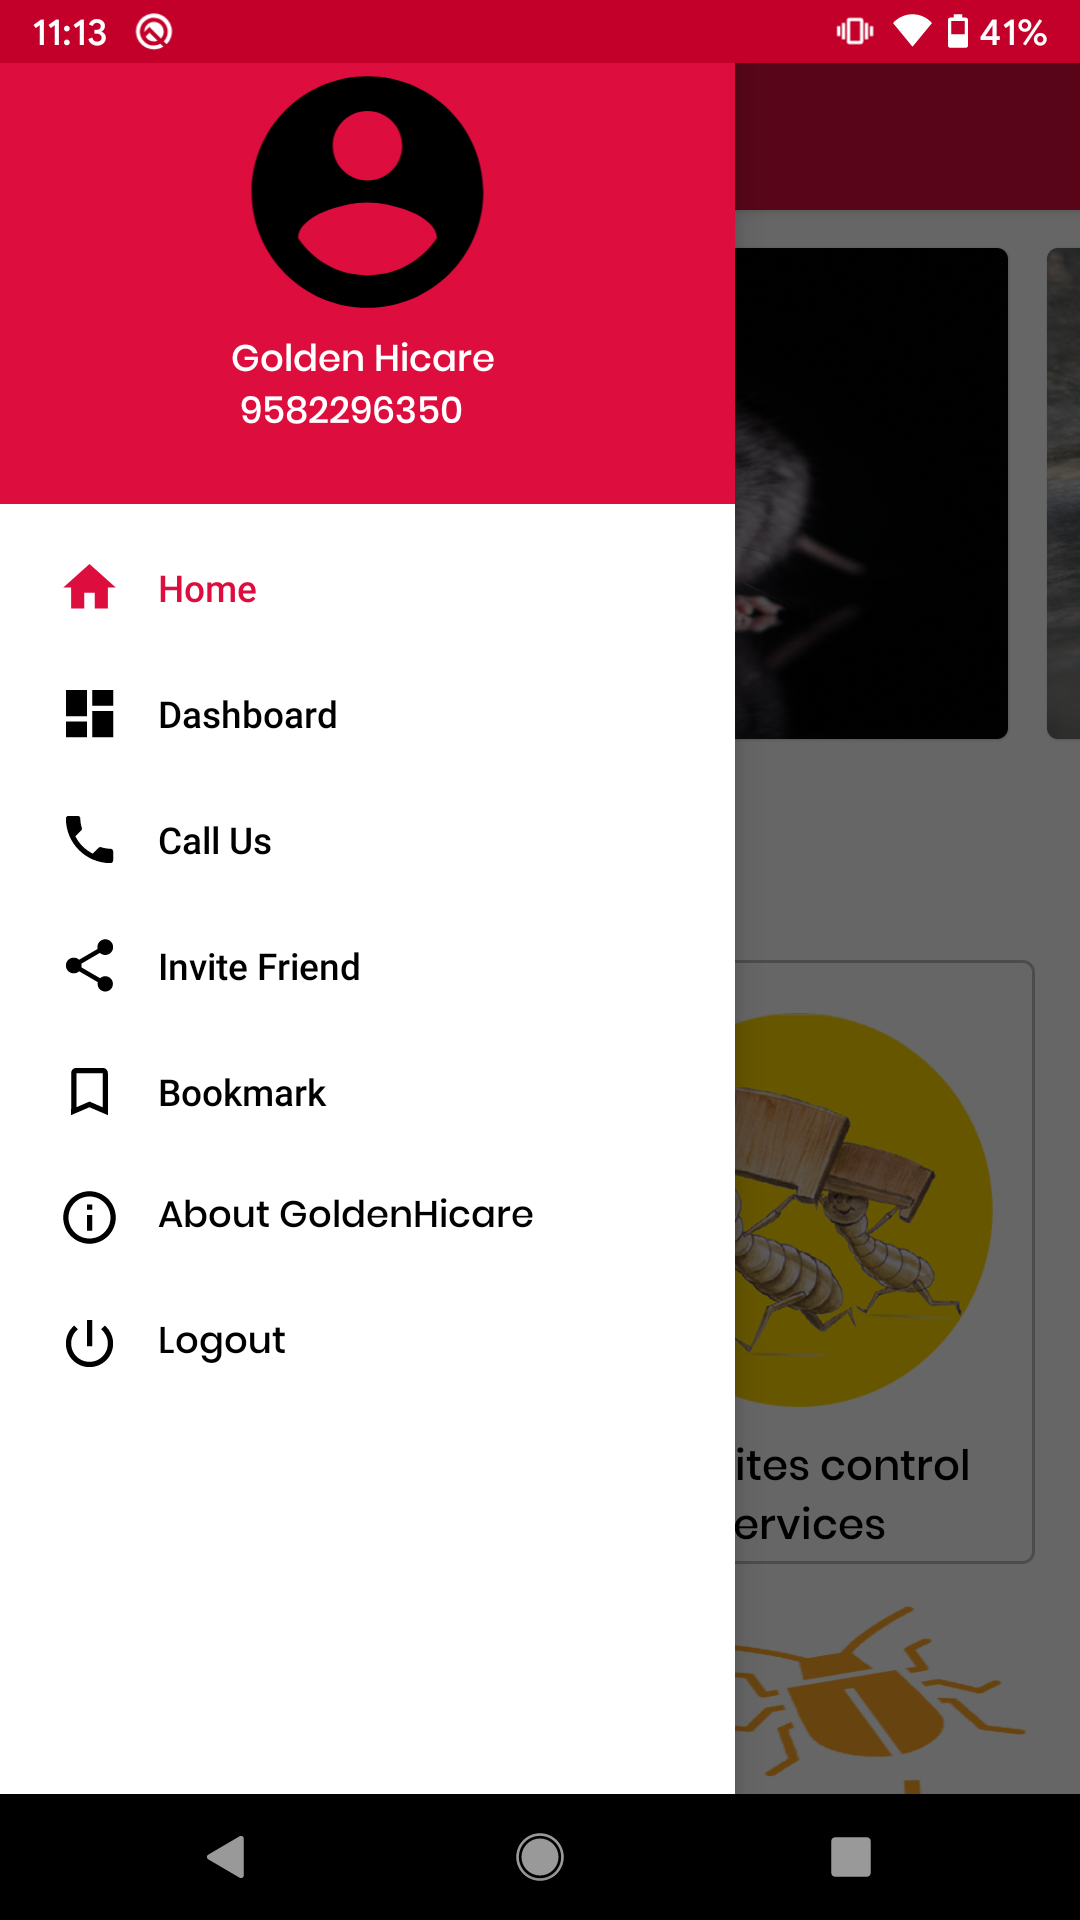 11:13
41%
Golden Hicare
9582296350
Home
Dashboard
Call Us
Invite Friend
Bookmark
About GoldenHicare
Logout
ites control
ervices